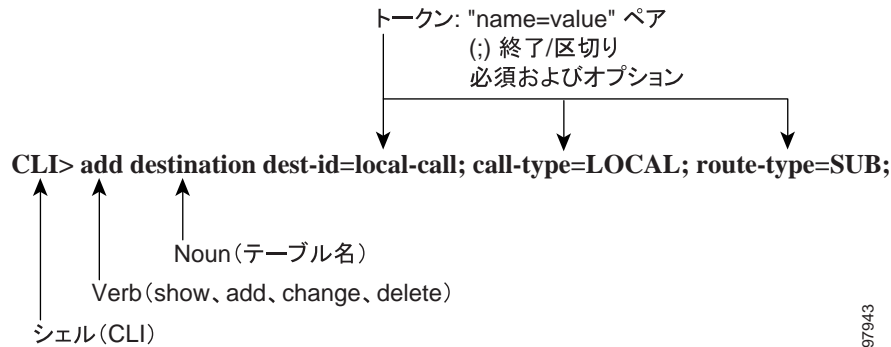 トークン: "name=value" ペア
(;) 終了/区切り
必須およびオプション
CLI> add destination dest-id=local-call; call-type=LOCAL; route-type=SUB;
Noun(テーブル名)
Verb(show、add、change、delete)
シェル(CLI)
97943